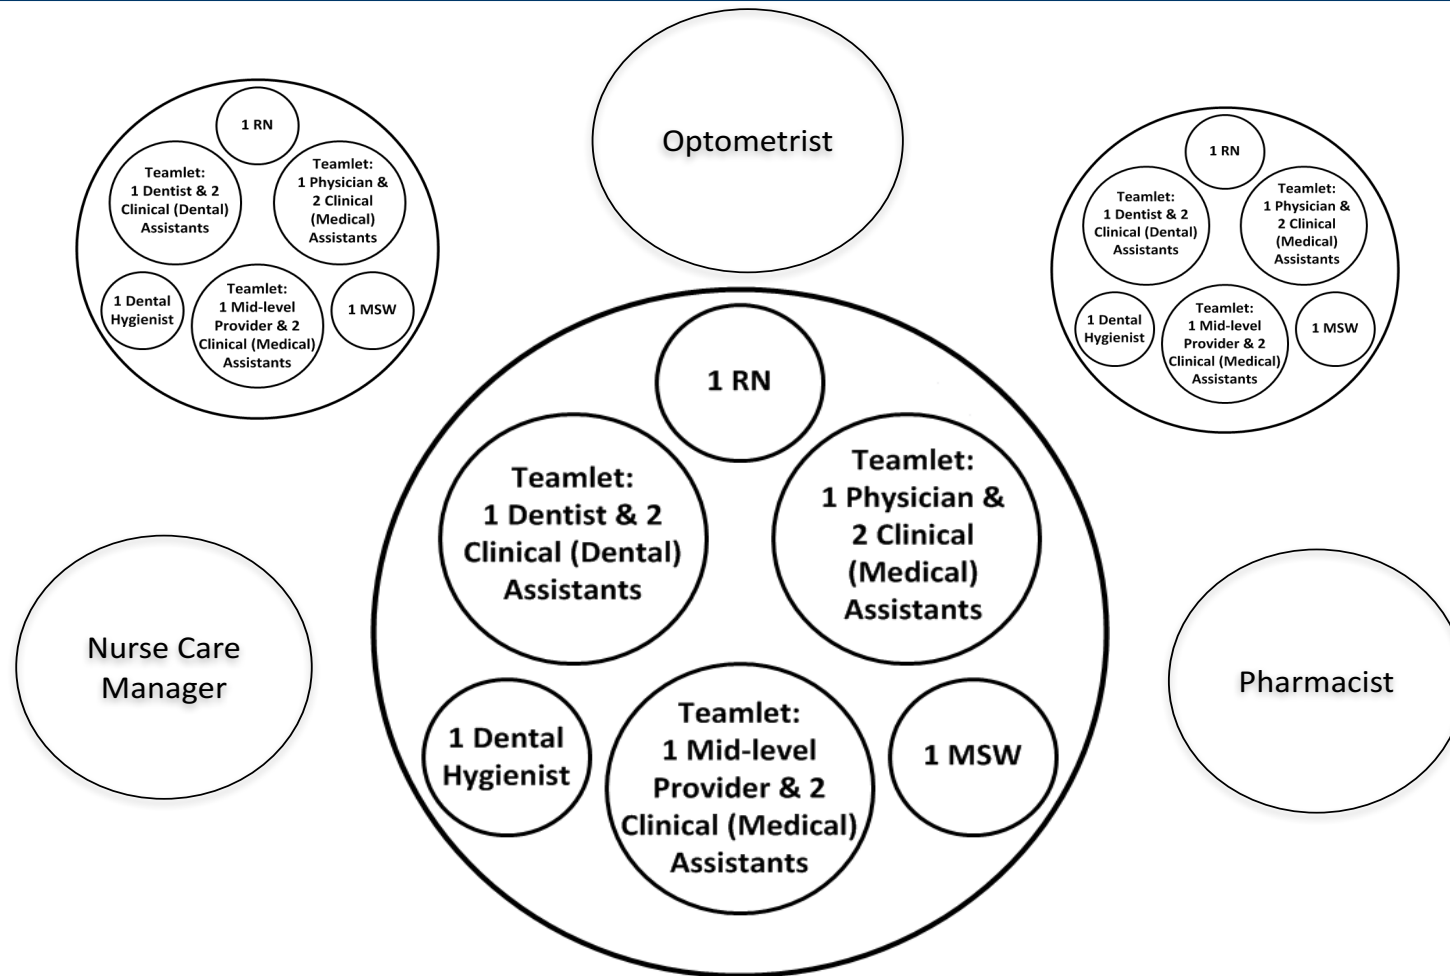 1 RN
Teamlet:
1 Dentist & 2
Clinical (Dental)
Assistants
Teamlet:
1 Physician &
2 Clinical
(Medical)
Assistants
1 Dental
Hygienist
Teamlet:
1 Mid-level
Provider & 2
Clinical (Medical)
Assistants
1 MSW
Optometrist
1 RN
Teamlet:
1 Dentist & 2
Clinical (Dental)
Assistants
Teamlet:
1 Physician &
2 Clinical
(Medical)
Assistants
1 Dental
Hygienist
Teamlet:
1 Mid-level
Provider & 2
Clinical (Medical)
Assistants
1 MSW
1 RN
Teamlet:
1 Dentist & 2
Clinical (Dental)
Assistants
Teamlet:
1 Physician &
2 Clinical
(Medical)
Assistants
1 Dental
Hygienist
Teamlet:
1 Mid-level
Provider & 2
Clinical (Medical)
Assistants
1 MSW
Nurse Care
Manager
Pharmacist